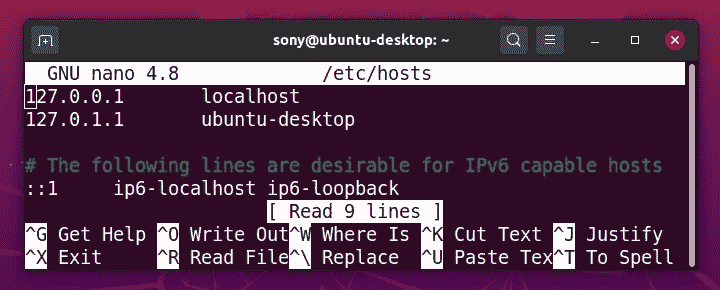 sony@ubuntu-desktop: ~
GNU nano 4.8 /etc/hosts
127.0.0.1 localhost
127.0.1.1 ubuntu-desktop
# The following lines are desirable for IPv6 capable hosts
::1 ip6-localhost ip6-loopback
[ Read 9 lines ]
^G Get Help ^O Write Out^W Where Is ^K Cut Text ^J Justify
^X Exit ^R Read File^\ Replace ^U Paste Tex^T To Spell